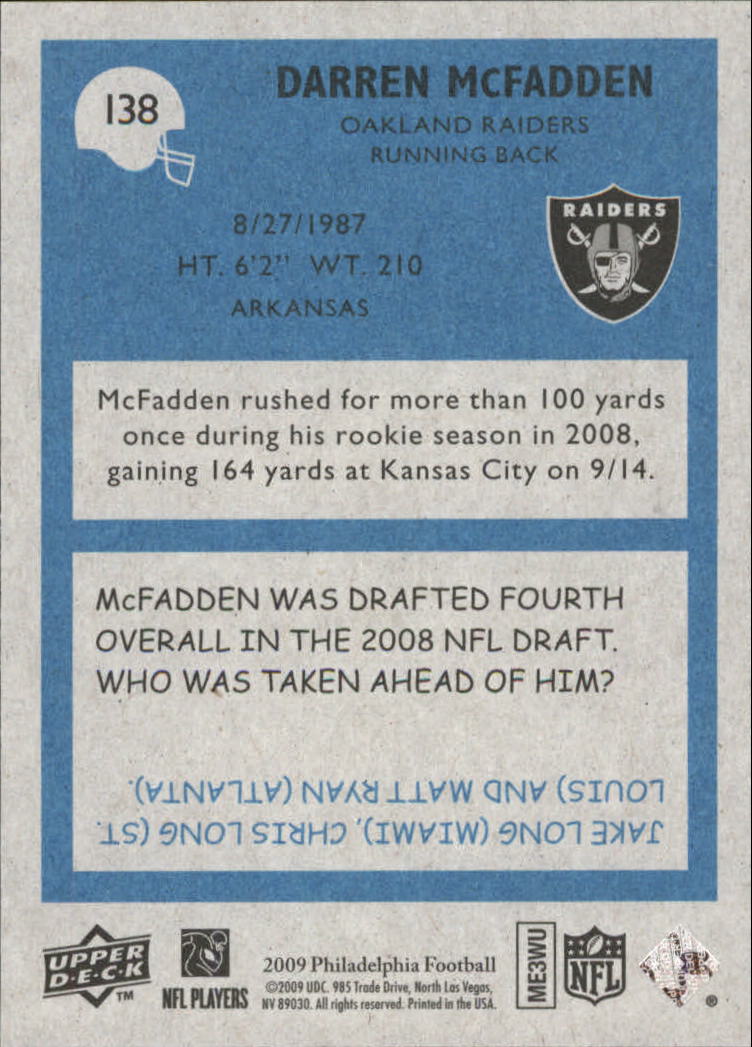 138
DARREN McFADDEN
OAKLAND RAIDERS
RUNNING BACK
8/27/1987
HT. 6'2" WT. 210
ARKANSAS
RAIDERS
McFadden rushed for more than 100 yards
once during his rookie season in 2008,
gaining 164 yards at Kansas City on 9/14.
McFADDEN WAS DRAFTED FOURTH
OVERALL IN THE 2008 NFL DRAFT.
WHO WAS TAKEN AHEAD OF HIM?
JAKE LONG (MIAMI), CHRIS LONG (ST.
LOUIS) AND MATT RYAN (ATLANTA).
UPPER
D•E•C•K
TM
NFL PLAYERS
2009 Philadelphia Football
©2009 UDC. 985 Trade Drive, North Las Vegas,
NV 89030. All rights reserved. Printed in the USA.
ME3WU
NFL
®